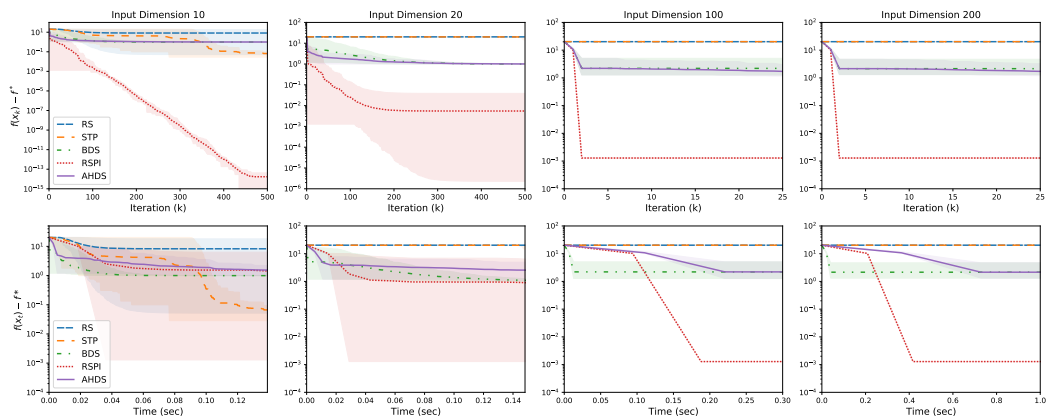 Input Dimension 10
Input Dimension 20
Input Dimension 100
Input Dimension 200
f(x_k) − f*
10^1
10^-1
10^-3
10^-5
10^-7
10^-9
10^-11
10^-13
10^-15
RS
STP
BDS
RSPI
AHDS
0 100 200 300 400 500
Iteration (k)
10^2
10^1
10^0
10^-1
10^-2
10^-3
10^-4
10^-5
10^-6
0 100 200 300 400 500
Iteration (k)
10^2
10^1
10^0
10^-1
10^-2
10^-3
10^-4
0 5 10 15 20 25
Iteration (k)
10^2
10^1
10^0
10^-1
10^-2
10^-3
10^-4
0 5 10 15 20 25
Iteration (k)
f(x_t) − f*
10^1
10^0
10^-1
10^-2
10^-3
10^-4
RS
STP
BDS
RSPI
AHDS
0.00 0.02 0.04 0.06 0.08 0.10 0.12
Time (sec)
10^2
10^1
10^0
10^-1
10^-2
10^-3
10^-4
0.00 0.02 0.04 0.06 0.08 0.10 0.12 0.14
Time (sec)
10^2
10^1
10^0
10^-1
10^-2
10^-3
10^-4
0.00 0.05 0.10 0.15 0.20 0.25 0.30
Time (sec)
10^2
10^1
10^0
10^-1
10^-2
10^-3
10^-4
0.0 0.2 0.4 0.6 0.8 1.0
Time (sec)